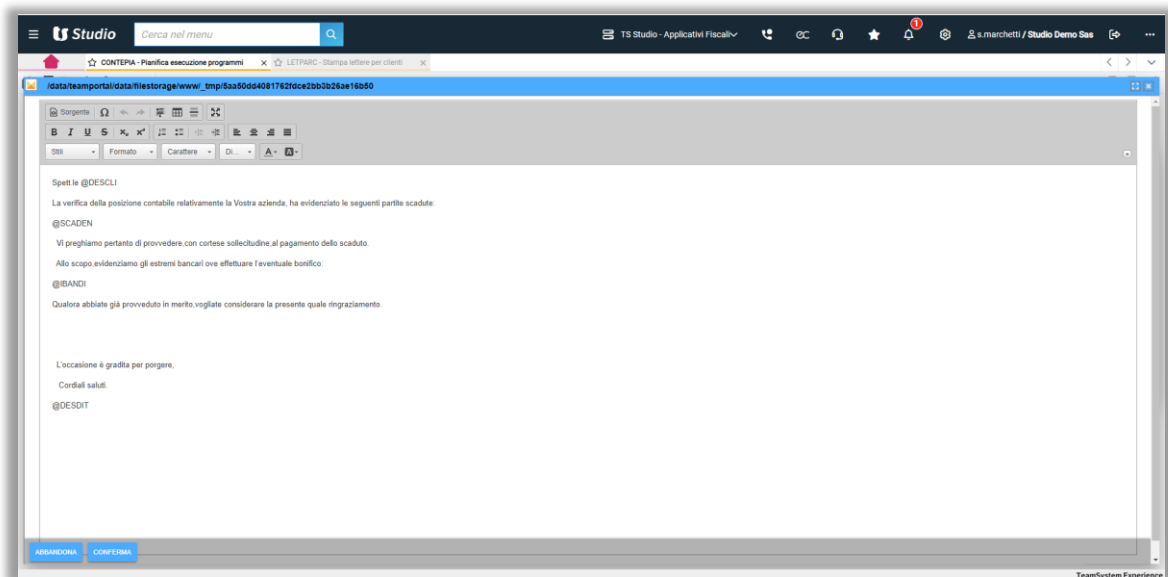 Studio
Cerca nel menu
TS Studio - Applicativi Fiscali
1
s.marchetti / Studio Demo Sas
CONTEPIA - Pianifica esecuzione programmi
LETPARC - Stampa lettere per clienti
/data/teamportal/data/filestorage/www/_tmp/5aa50dd4081762fdce2bb3b26ae16b50
Sorgente
B I U S
Stili Formato Carattere Di... A A
Spett.le @DESCLI
La verifica della posizione contabile relativamente la Vostra azienda, ha evidenziato le seguenti partite scadute:
@SCADEN
Vi preghiamo pertanto di provvedere,con cortese sollecitudine,al pagamento dello scaduto.
Allo scopo,evidenziamo gli estremi bancari ove effettuare l'eventuale bonifico:
@IBANDI
Qualora abbiate già provveduto in merito,vogliate considerare la presente quale ringraziamento.
L'occasione è gradita per porgere,
Cordiali saluti.
@DESDIT
ABBANDONA CONFERMA
TeamSystem Experience